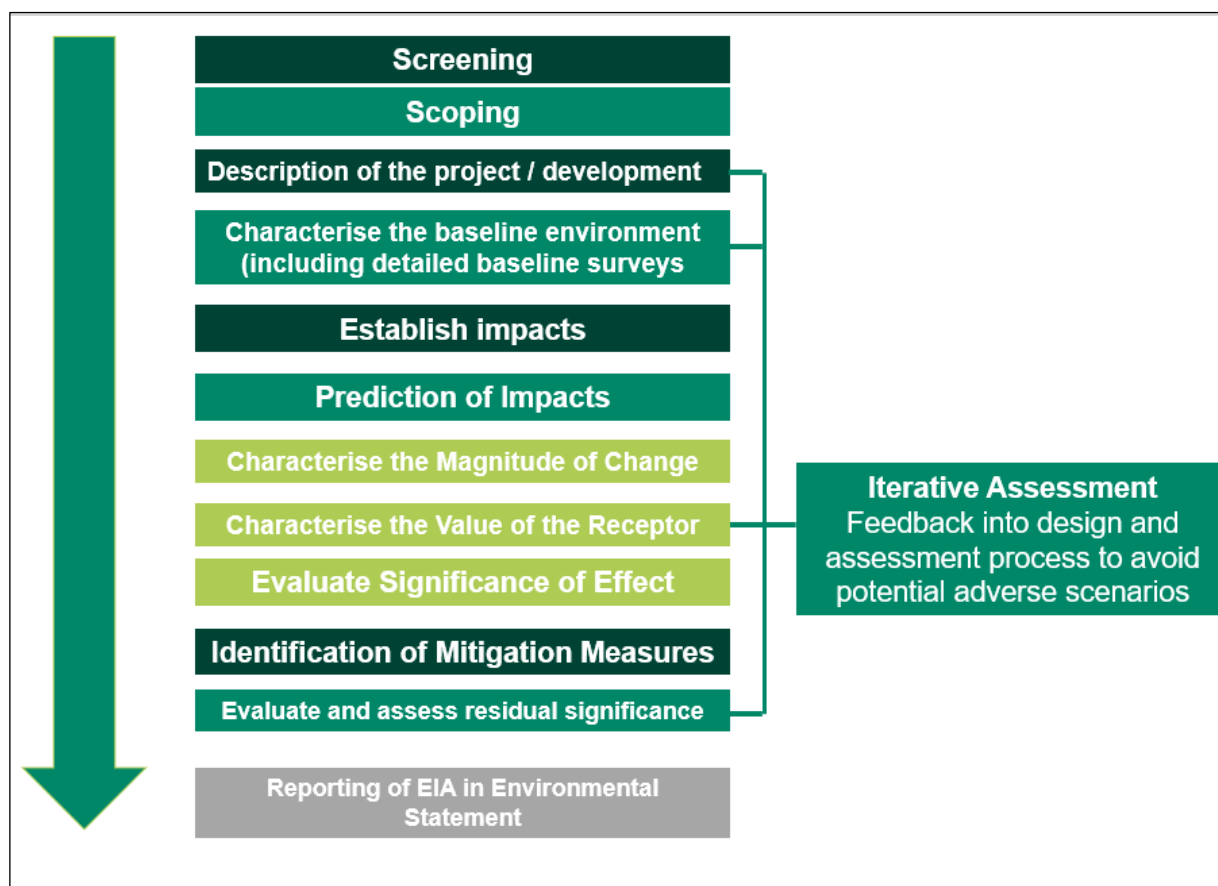 Screening
Scoping
Description of the project / development
Characterise the baseline environment
(including detailed baseline surveys
Establish impacts
Prediction of Impacts
Characterise the Magnitude of Change
Characterise the Value of the Receptor
Evaluate Significance of Effect
Identification of Mitigation Measures
Evaluate and assess residual significance
Reporting of EIA in Environmental
Statement
Iterative Assessment
Feedback into design and
assessment process to avoid
potential adverse scenarios